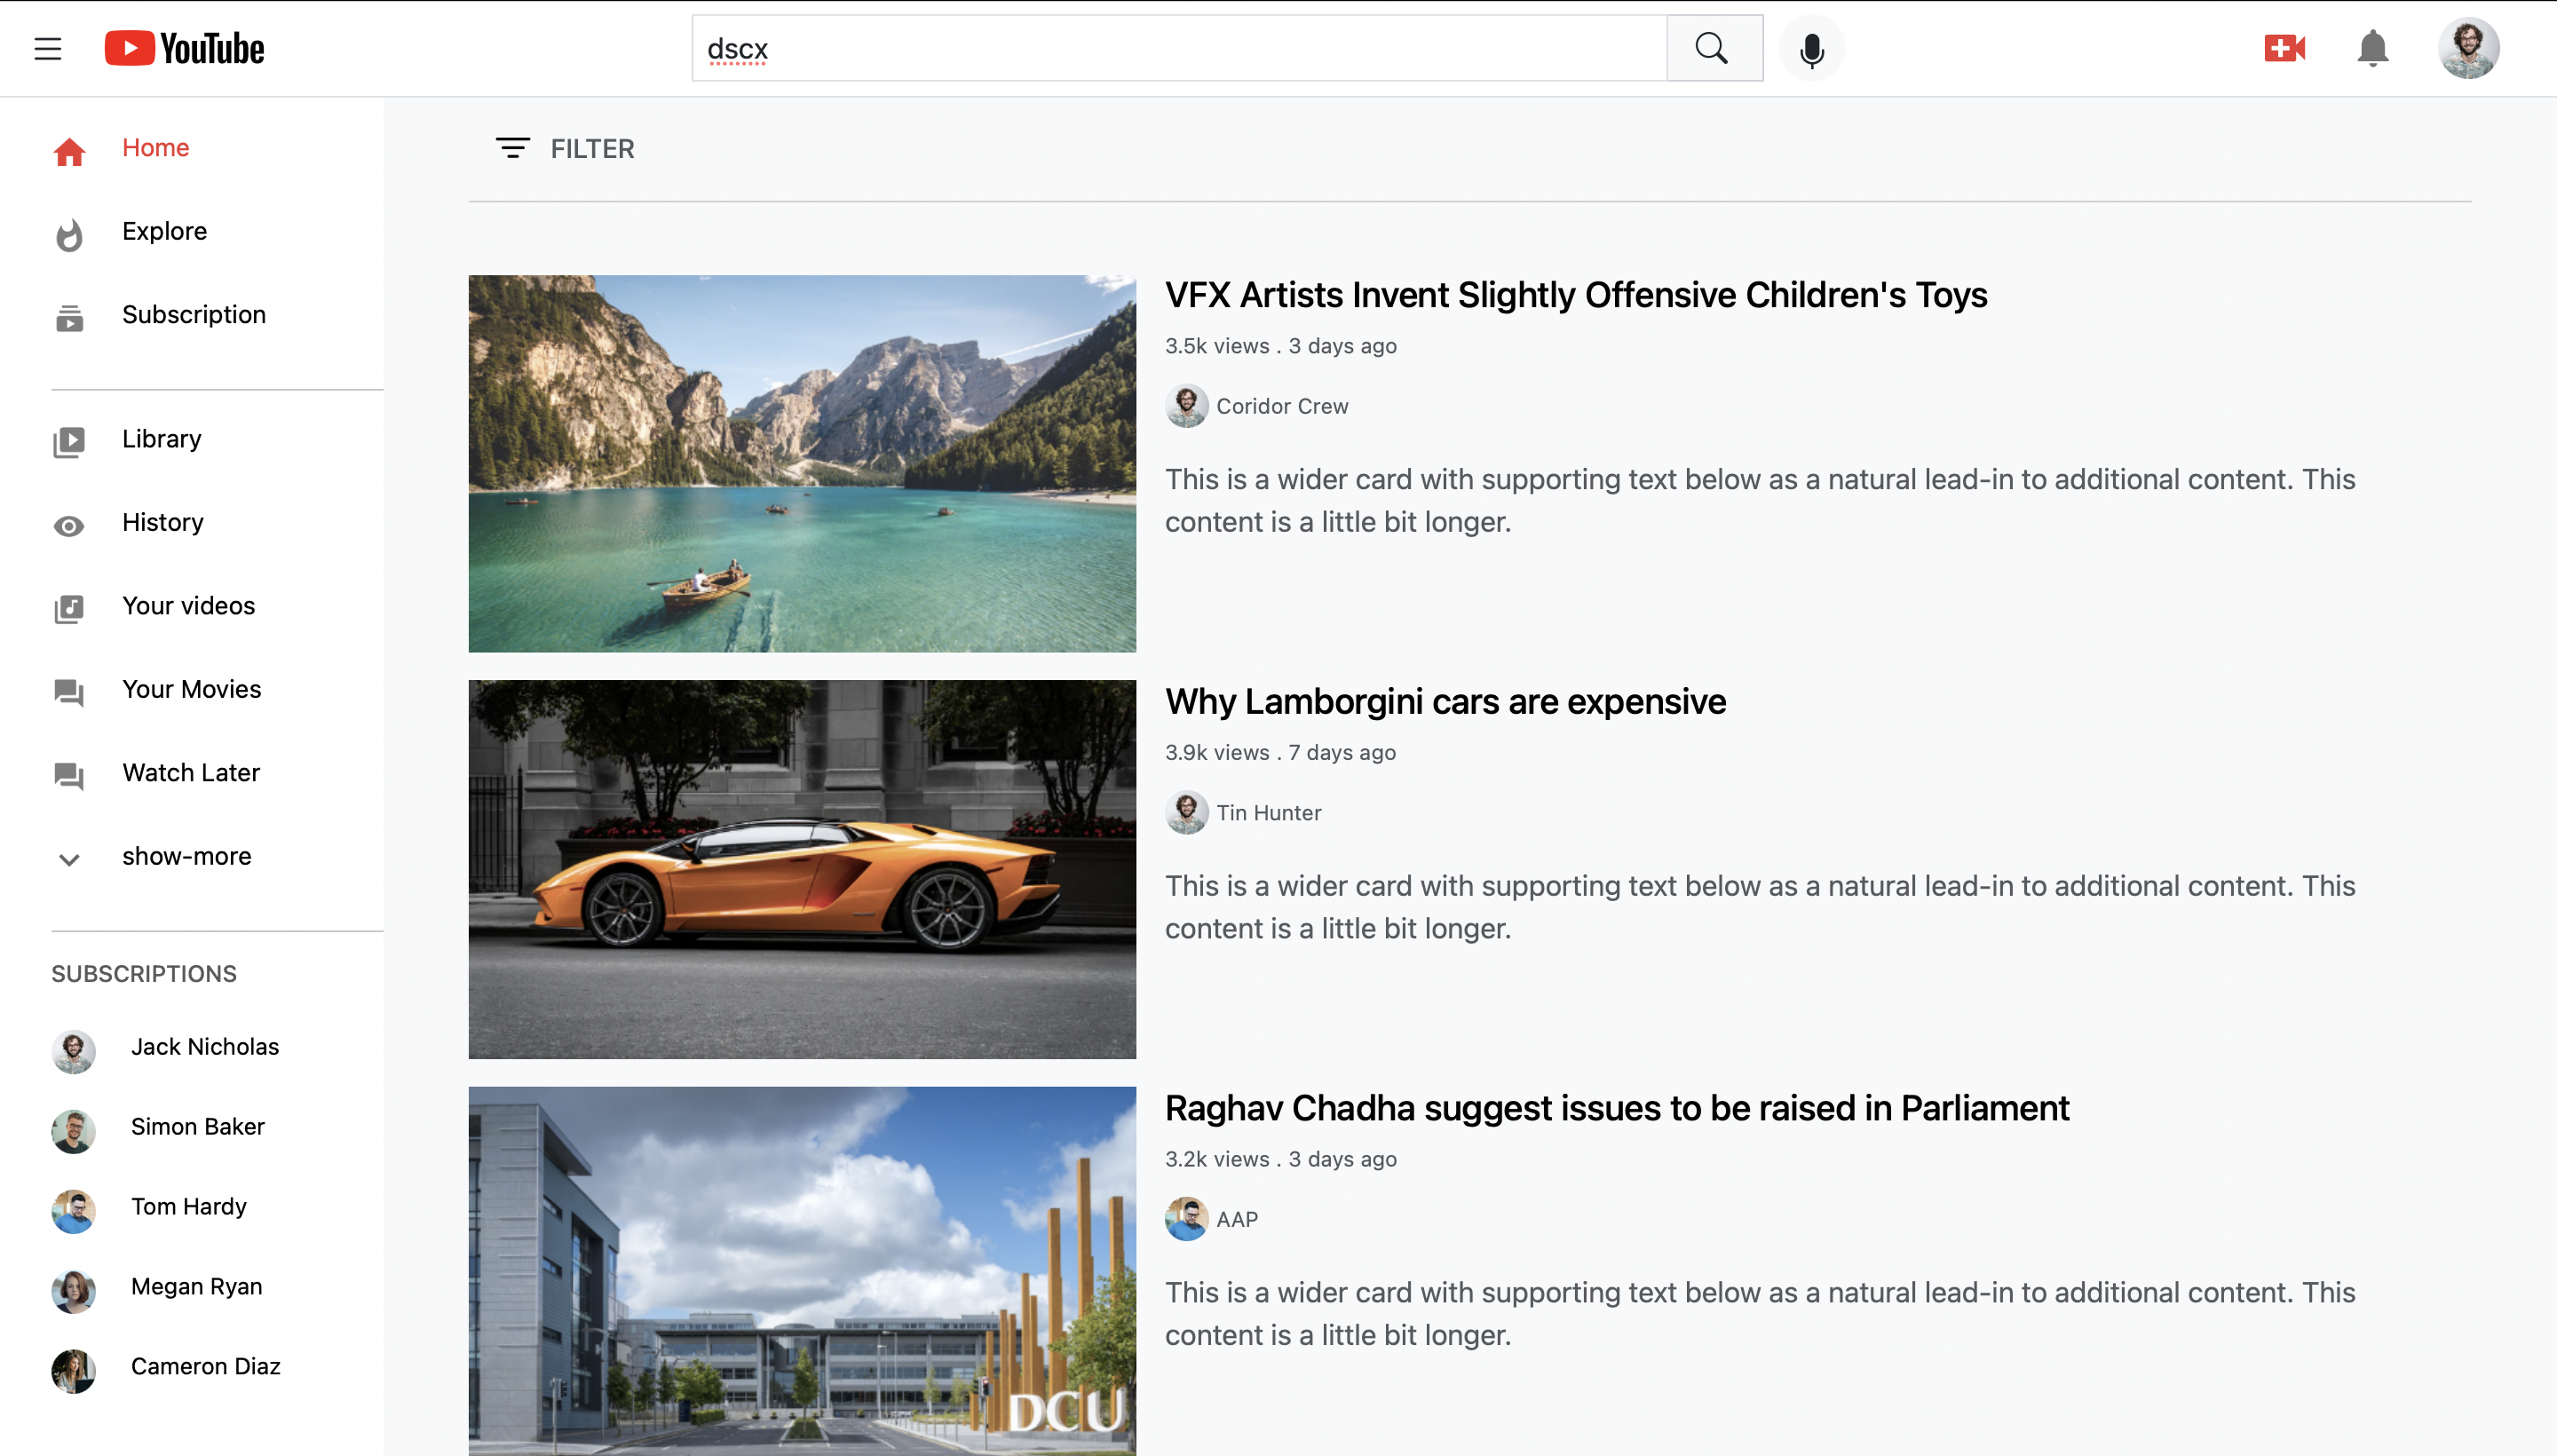 YouTube
dscx
Home
Explore
Subscription
Library
History
Your videos
Your Movies
Watch Later
show-more
SUBSCRIPTIONS
Jack Nicholas
Simon Baker
Tom Hardy
Megan Ryan
Cameron Diaz
FILTER
VFX Artists Invent Slightly Offensive Children's Toys
3.5k views . 3 days ago
Coridor Crew
This is a wider card with supporting text below as a natural lead-in to additional content. This
content is a little bit longer.
Why Lamborgini cars are expensive
3.9k views . 7 days ago
Tin Hunter
This is a wider card with supporting text below as a natural lead-in to additional content. This
content is a little bit longer.
DCU
Raghav Chadha suggest issues to be raised in Parliament
3.2k views . 3 days ago
AAP
This is a wider card with supporting text below as a natural lead-in to additional content. This
content is a little bit longer.